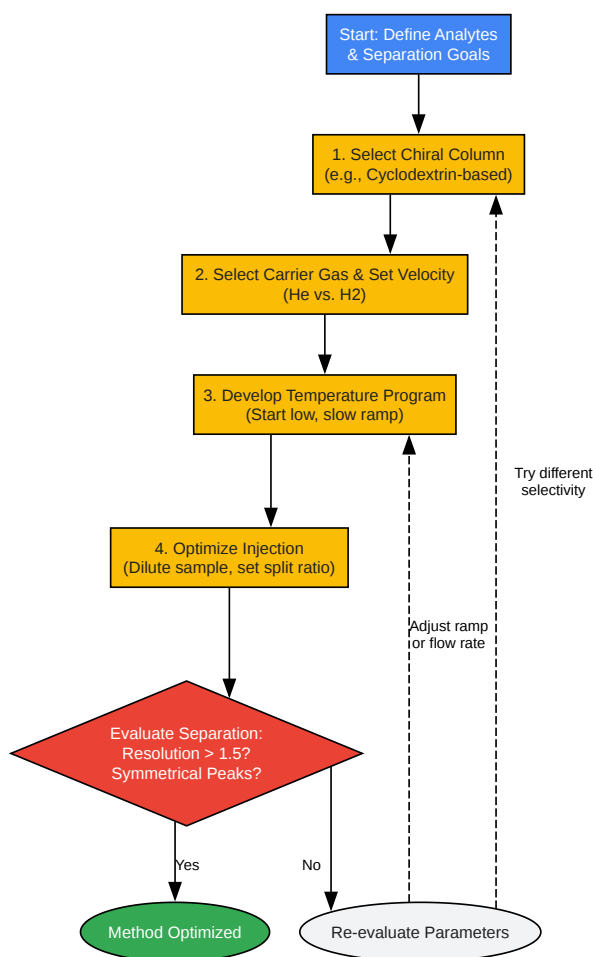 Start: Define Analytes
& Separation Goals
1. Select Chiral Column
(e.g., Cyclodextrin-based)
2. Select Carrier Gas & Set Velocity
(He vs. H2)
3. Develop Temperature Program
(Start low, slow ramp)
Try different
selectivity
4. Optimize Injection
(Dilute sample, set split ratio)
Adjust ramp
or flow rate
Evaluate Separation:
Resolution > 1.5?
Symmetrical Peaks?
Yes
No
Method Optimized
Re-evaluate Parameters